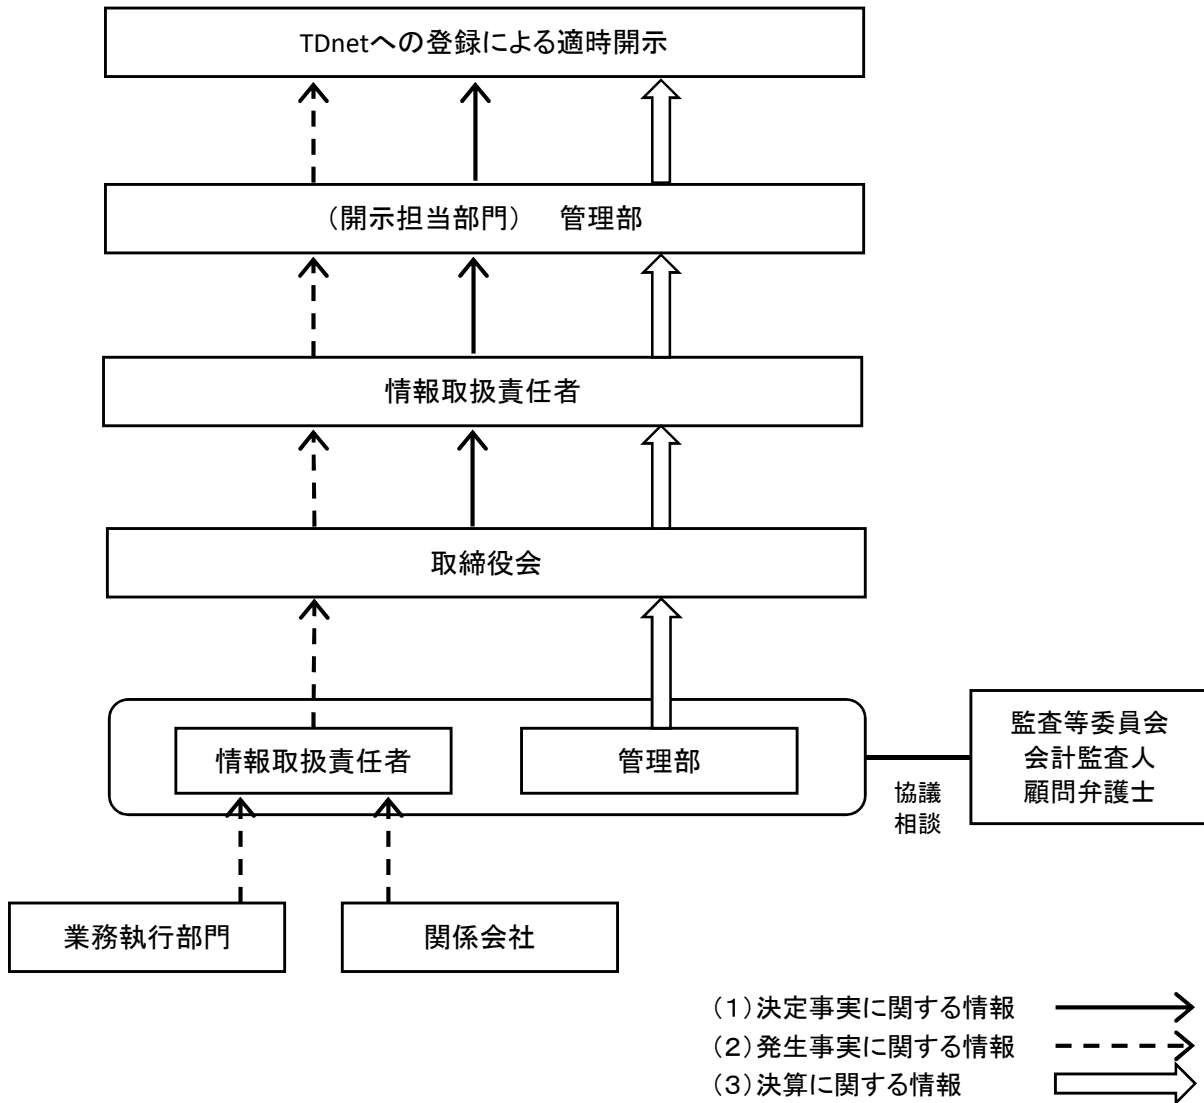 TDnetへの登録による適時開示
（開示担当部門）　管理部
情報取扱責任者
取締役会
情報取扱責任者
管理部
監査等委員会
会計監査人
顧問弁護士
協議
相談
業務執行部門
関係会社
（１）決定事実に関する情報
（２）発生事実に関する情報
（３）決算に関する情報